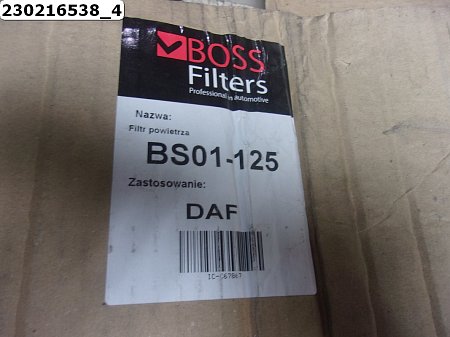 230216538_4
BOSS
Filters
Professional in automotive
Nazwa:
Filtr powietrza
BS01-125
Zastosowanie:
DAF